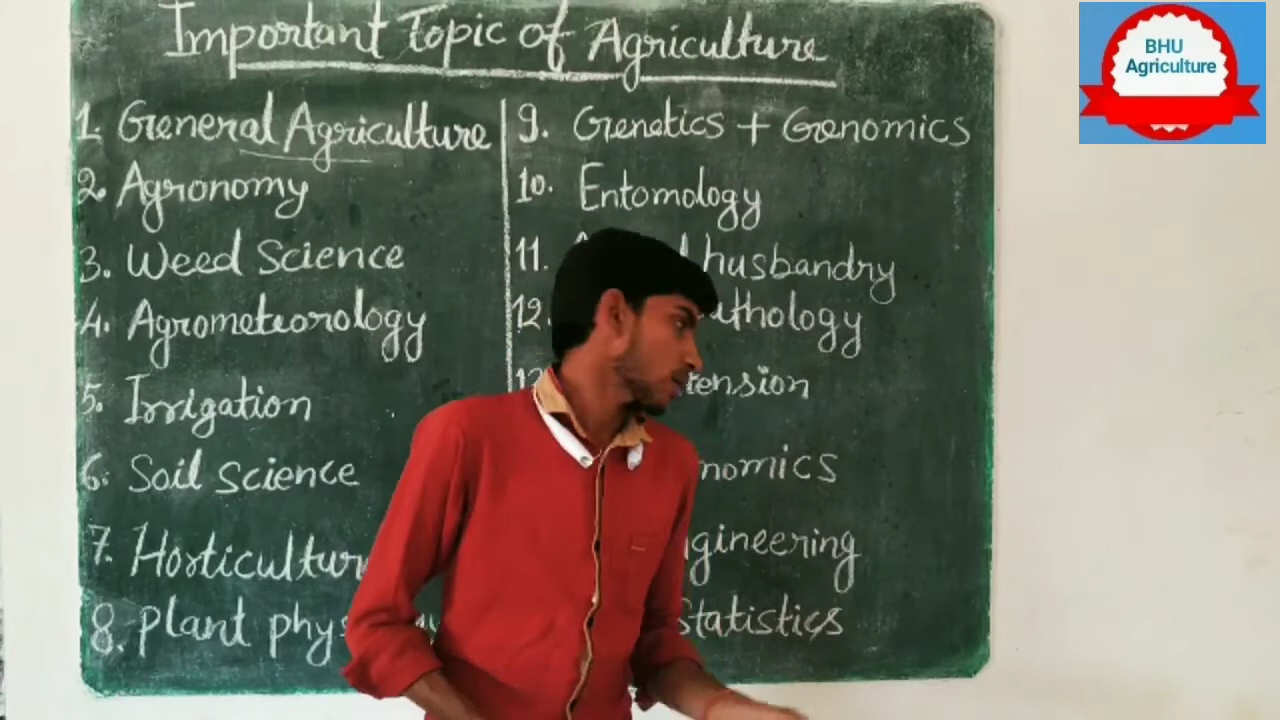 Important Topic of Agriculture
1. General Agriculture
2. Agronomy
3. Weed Science
4. Agrometeorology
5. Irrigation
6. Soil Science
7. Horticultur
8. Plant phys
9. Genetics + Genomics
10. Entomology
11. husbandry
12. thology
tension
nomics
gineering
Statistics
BHU
Agriculture